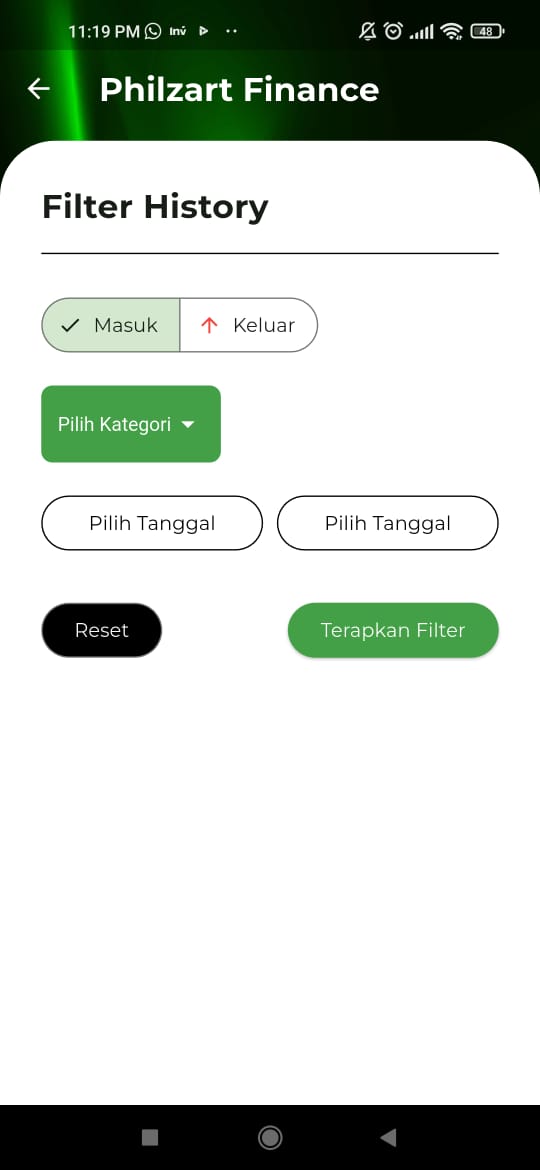 11:19 PM Inv 48
Philzart Finance
Filter History
Masuk Keluar
Pilih Kategori
Pilih Tanggal Pilih Tanggal
Reset Terapkan Filter